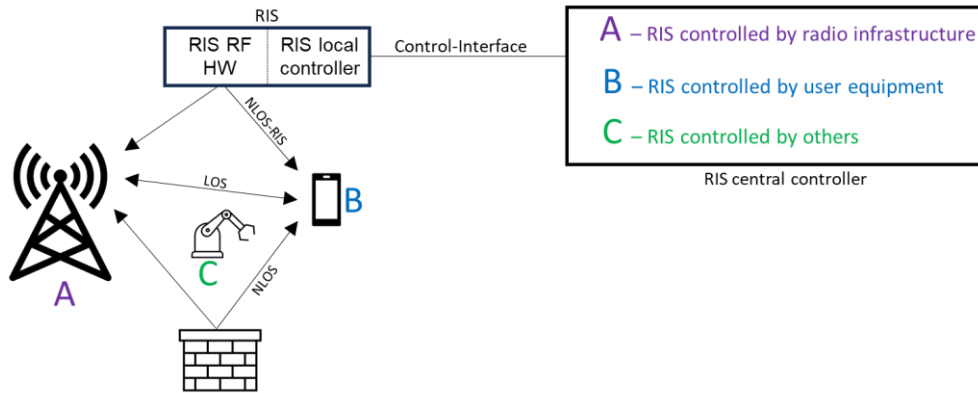 RIS
RIS RF
HW
RIS local
controller
Control-Interface
A – RIS controlled by radio infrastructure
B – RIS controlled by user equipment
C – RIS controlled by others
RIS central controller
NLOS-RIS
LOS
B
C
NLOS
A